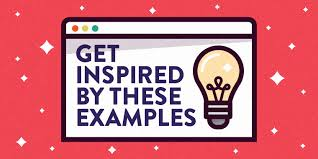 GET
INSPIRED
BY THESE
EXAMPLES